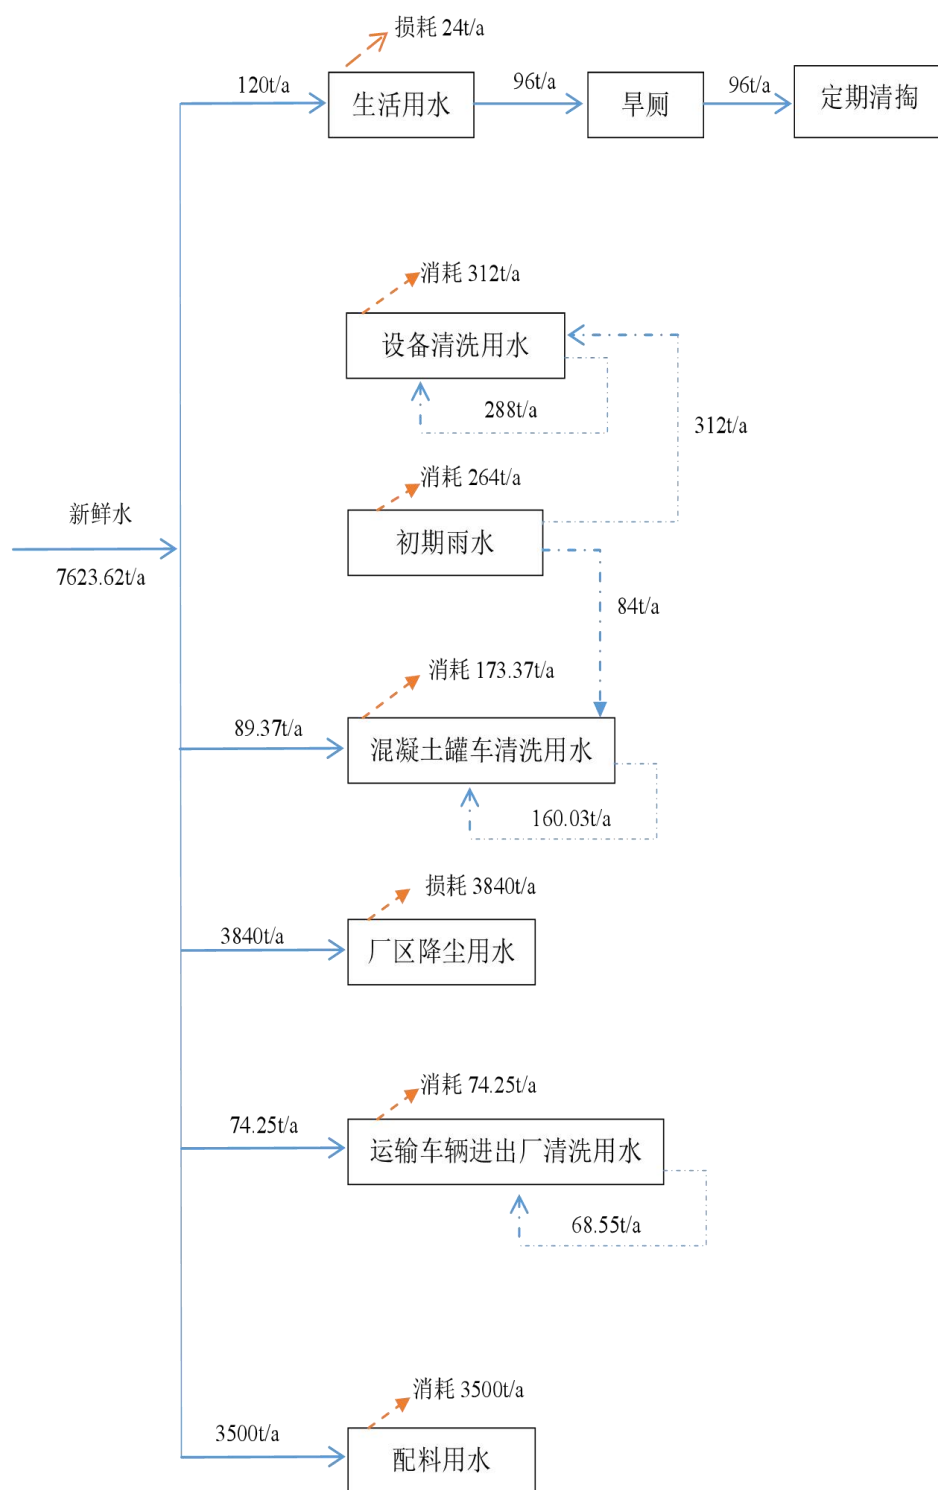 损耗 24t/a
120t/a
生活用水
96t/a
旱厕
96t/a
定期清掏
消耗 312t/a
设备清洗用水
288t/a
312t/a
消耗 264t/a
初期雨水
84t/a
新鲜水
7623.62t/a
消耗 173.37t/a
89.37t/a
混凝土罐车清洗用水
160.03t/a
损耗 3840t/a
3840t/a
厂区降尘用水
消耗 74.25t/a
74.25t/a
运输车辆进出厂清洗用水
68.55t/a
消耗 3500t/a
3500t/a
配料用水